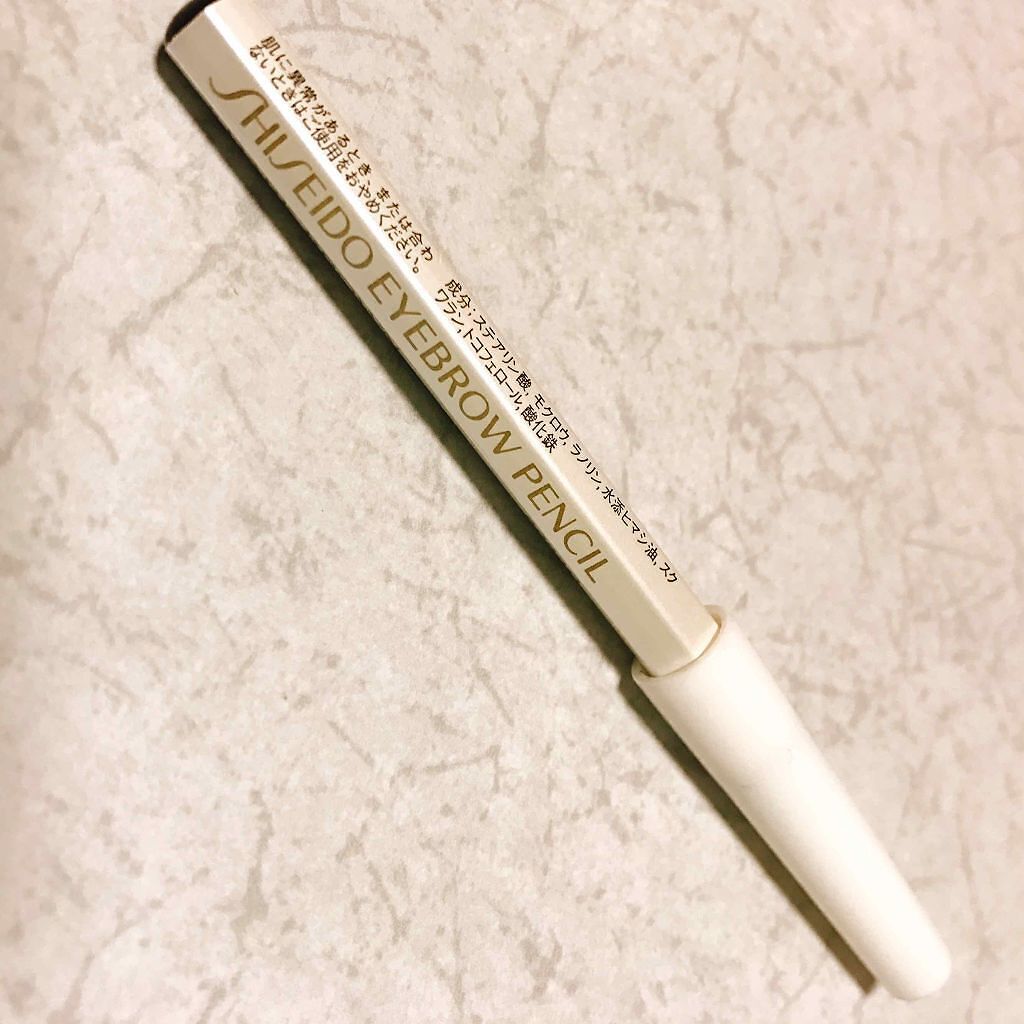 肌に異常があるとき、または合わ
ないときはご使用をおやめください。
成分;ステアリン酸,モクロウ,ラノリン,水添ヒマシ油,スク
ワラン,トコフェロール,酸化鉄
SHISEIDO EYEBROW PENCIL